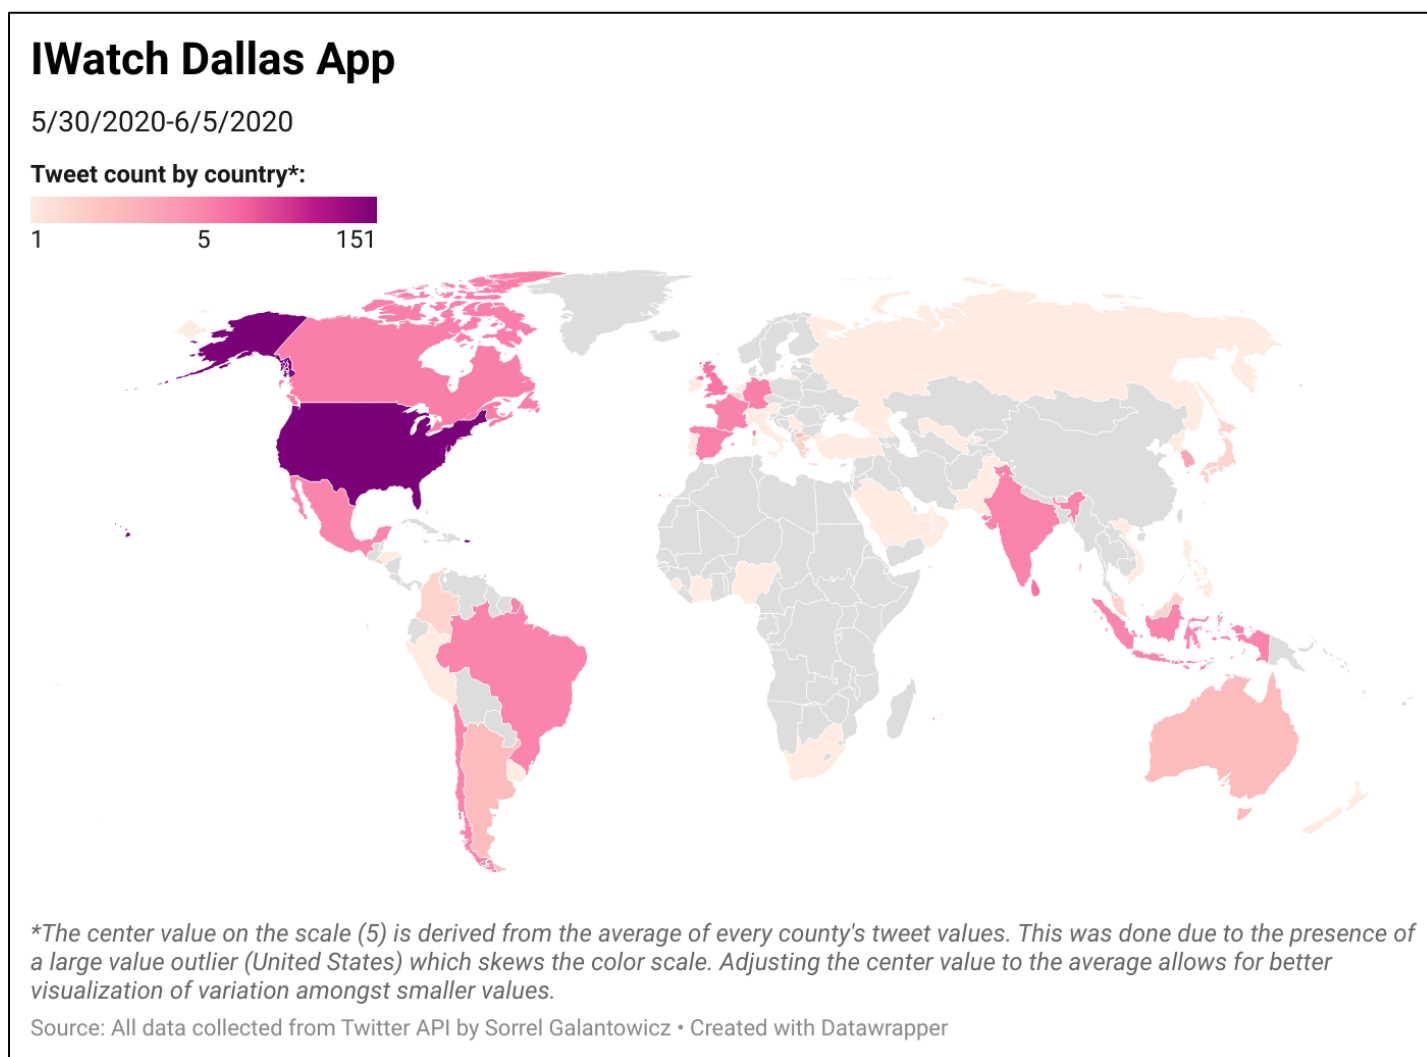 IWatch Dallas App
5/30/2020-6/5/2020
Tweet count by country*:
1 5 151
*The center value on the scale (5) is derived from the average of every county's tweet values. This was done due to the presence of
a large value outlier (United States) which skews the color scale. Adjusting the center value to the average allows for better
visualization of variation amongst smaller values.
Source: All data collected from Twitter API by Sorrel Galantowicz • Created with Datawrapper